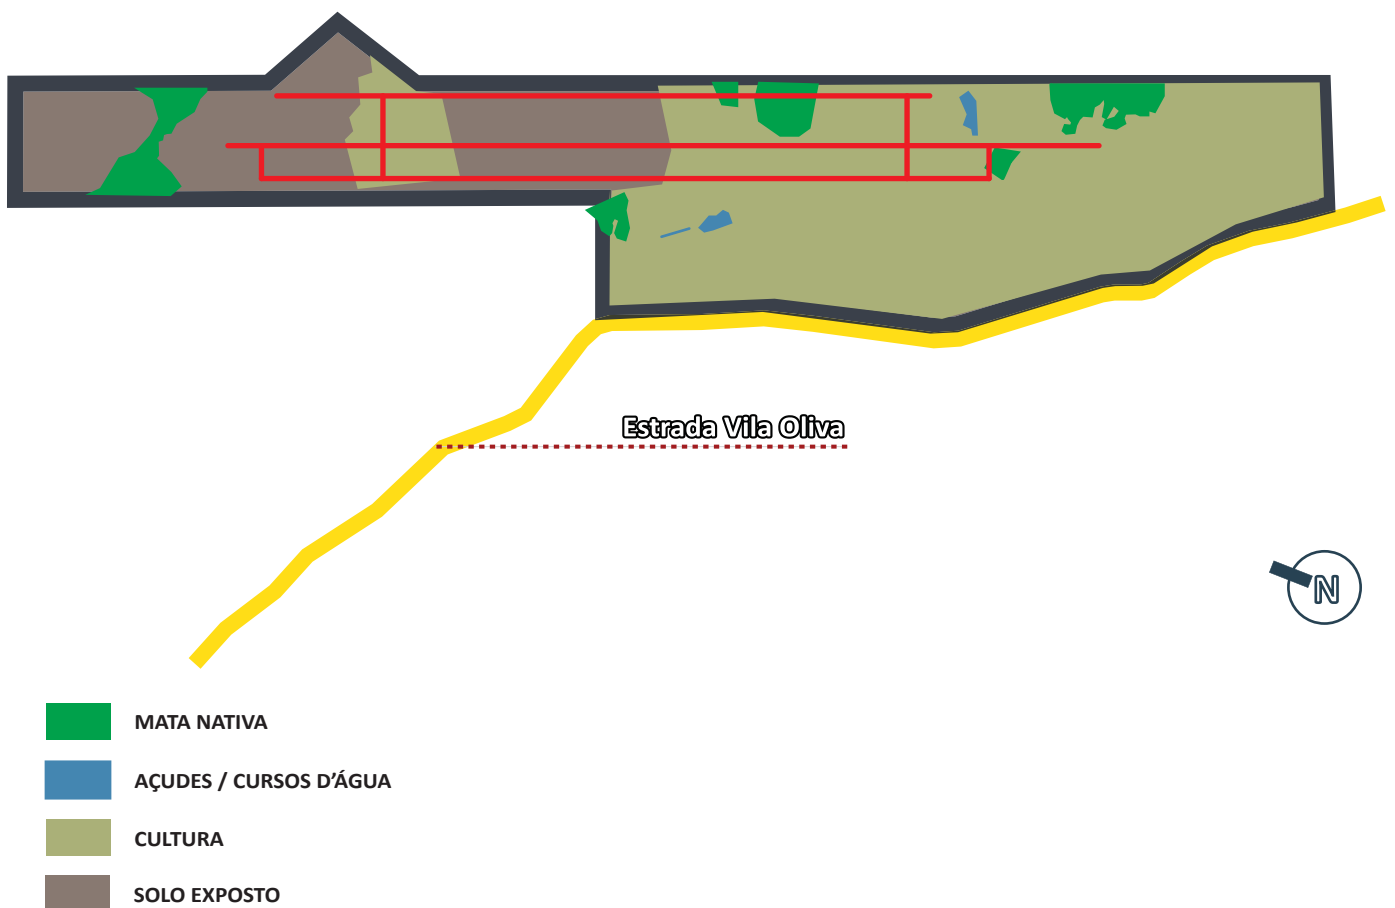 Estrada Vila Oliva
N
MATA NATIVA
AÇUDES / CURSOS D’ÁGUA
CULTURA
SOLO EXPOSTO